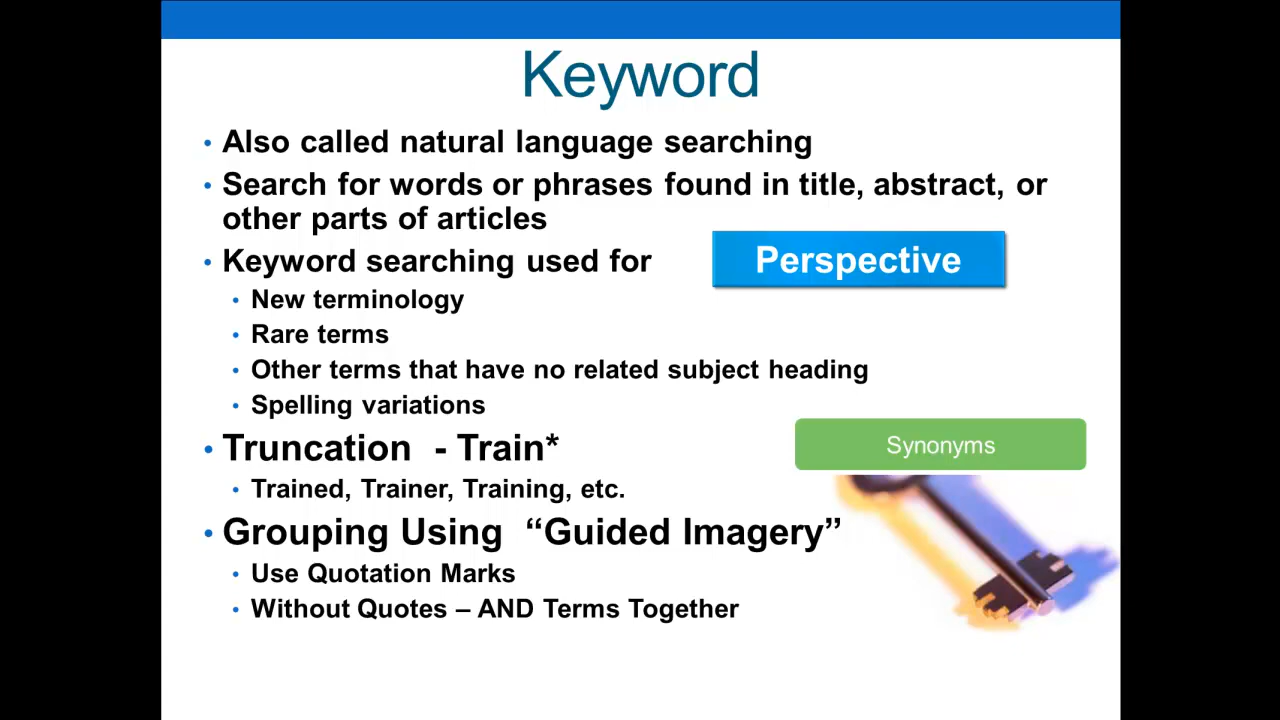 Keyword
• Also called natural language searching
• Search for words or phrases found in title, abstract, or
other parts of articles
• Keyword searching used for
Perspective
• New terminology
• Rare terms
• Other terms that have no related subject heading
• Spelling variations
• Truncation - Train*
Synonyms
• Trained, Trainer, Training, etc.
• Grouping Using “Guided Imagery”
• Use Quotation Marks
• Without Quotes – AND Terms Together